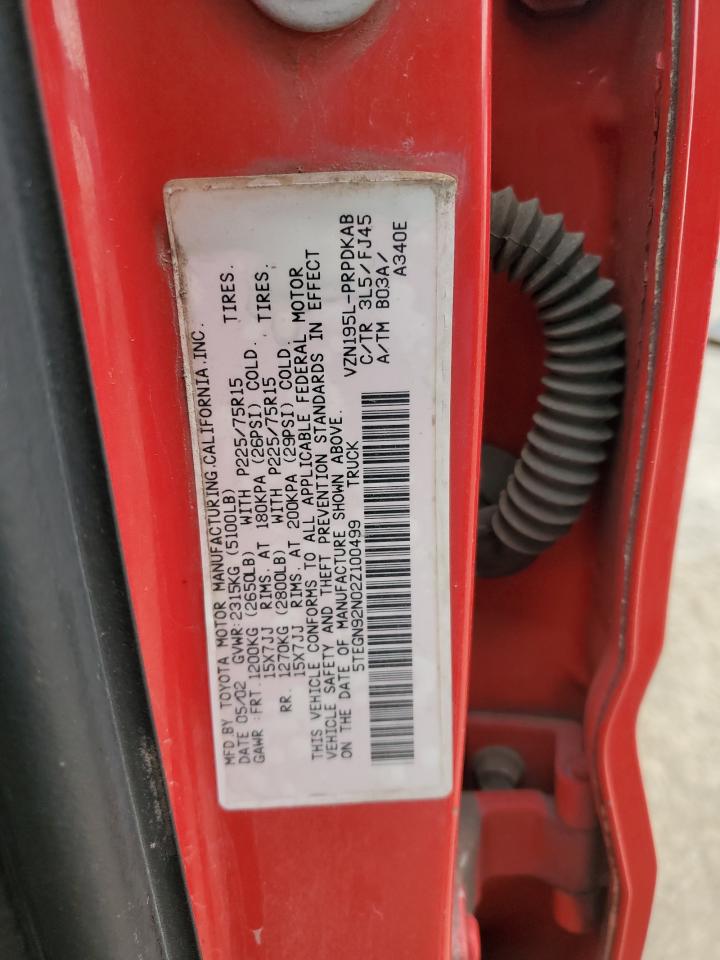 MFD.BY TOYOTA MOTOR MANUFACTURING.CALIFORNIA.INC.
DATE 05/02 GVWR:2315KG (5100LB)
GAWR :FRT.1200KG (2650LB) WITH P225/75R15 TIRES.
15X7JJ RIMS. AT 180KPA (26PSI) COLD.
RR. 1270KG (2800LB) WITH P225/75R15 TIRES.
15X7JJ RIMS. AT 200KPA (29PSI) COLD.
THIS VEHICLE CONFORMS TO ALL APPLICABLE FEDERAL MOTOR
VEHICLE SAFETY AND THEFT PREVENTION STANDARDS IN EFFECT
ON THE DATE OF MANUFACTURE SHOWN ABOVE.
5TEGN92N02Z100499 TRUCK
VZN195L-PRPDKAB
C/TR 3L5/FJ45
A/TM B03A/
A340E